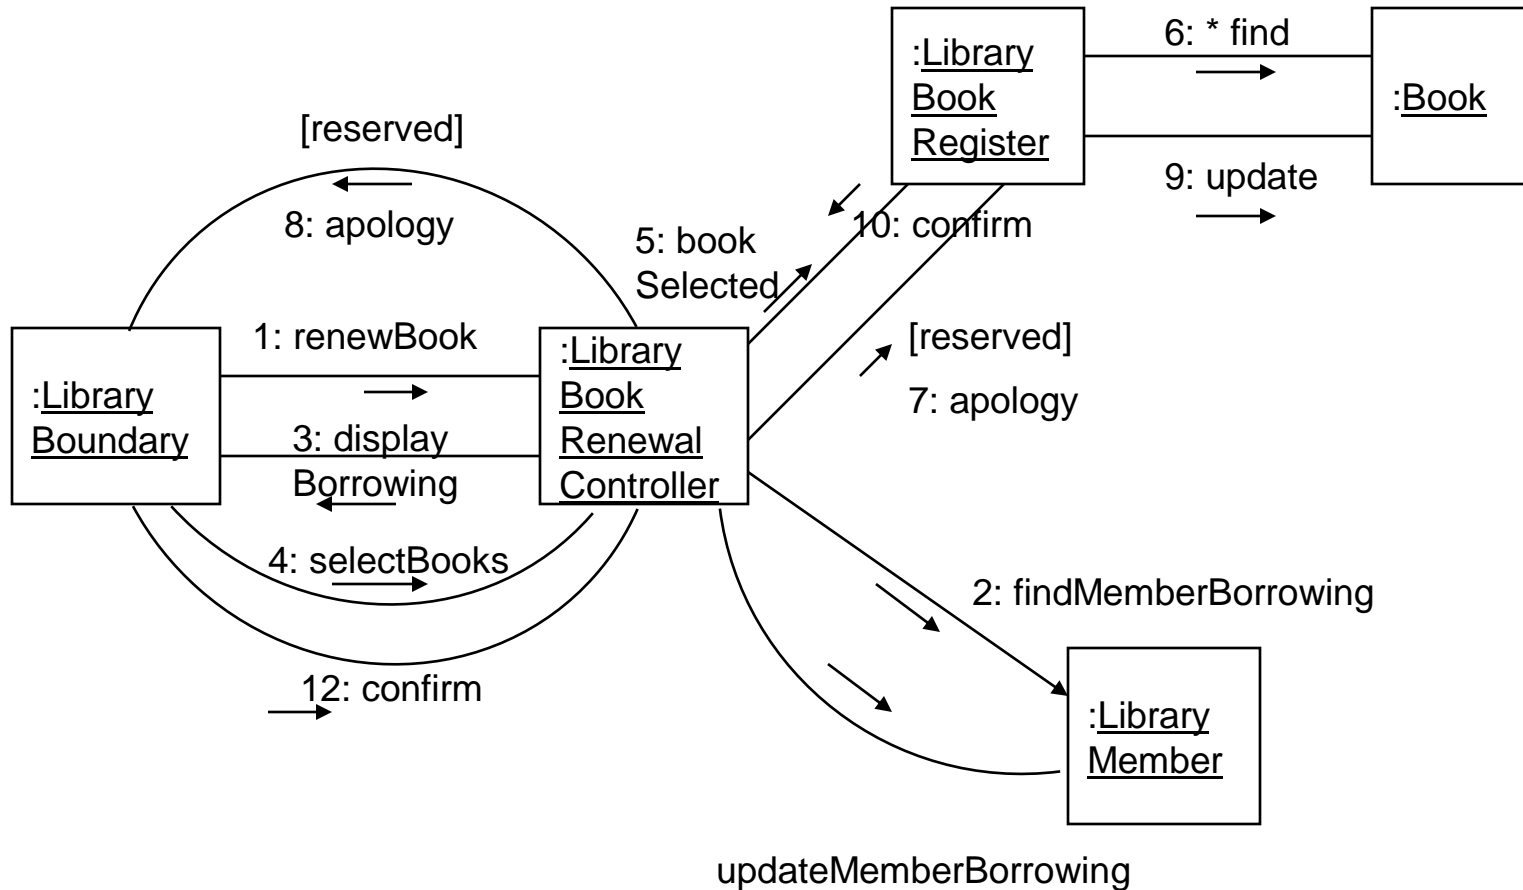 6: * find
:Library
Book
Register
:Book
[reserved]
9: update
8: apology
10: confirm
5: book
Selected
1: renewBook
[reserved]
:Library
Book
Renewal
Controller
:Library
Boundary
7: apology
3: display
Borrowing
4: selectBooks
2: findMemberBorrowing
12: confirm
:Library
Member
updateMemberBorrowing